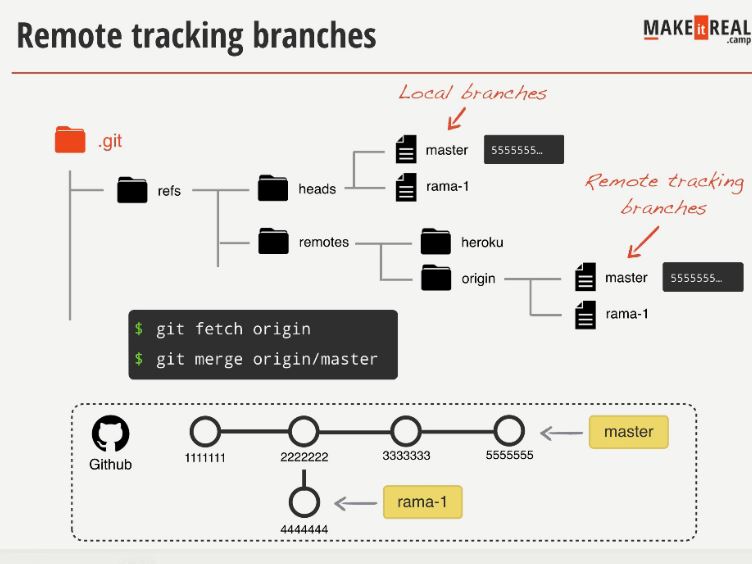 Remote tracking branches
MAKE it REAL
.camp
Local branches
.git
master
5555555…
refs
heads
rama-1
Remote tracking
branches
remotes
heroku
origin
master
5555555…
rama-1
$ git fetch origin
$ git merge origin/master
Github
1111111
2222222
3333333
5555555
master
4444444
rama-1